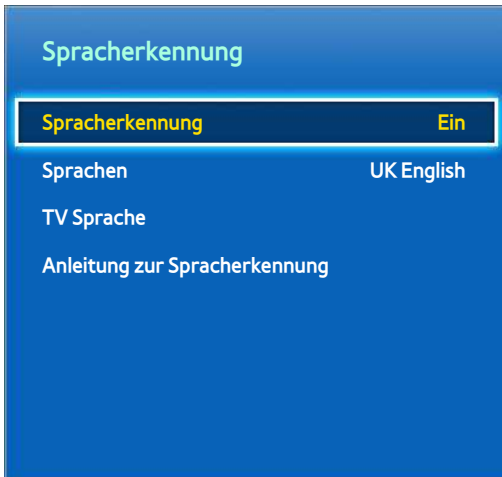 Spracherkennung
Spracherkennung Ein
Sprachen UK English
TV Sprache
Anleitung zur Spracherkennung